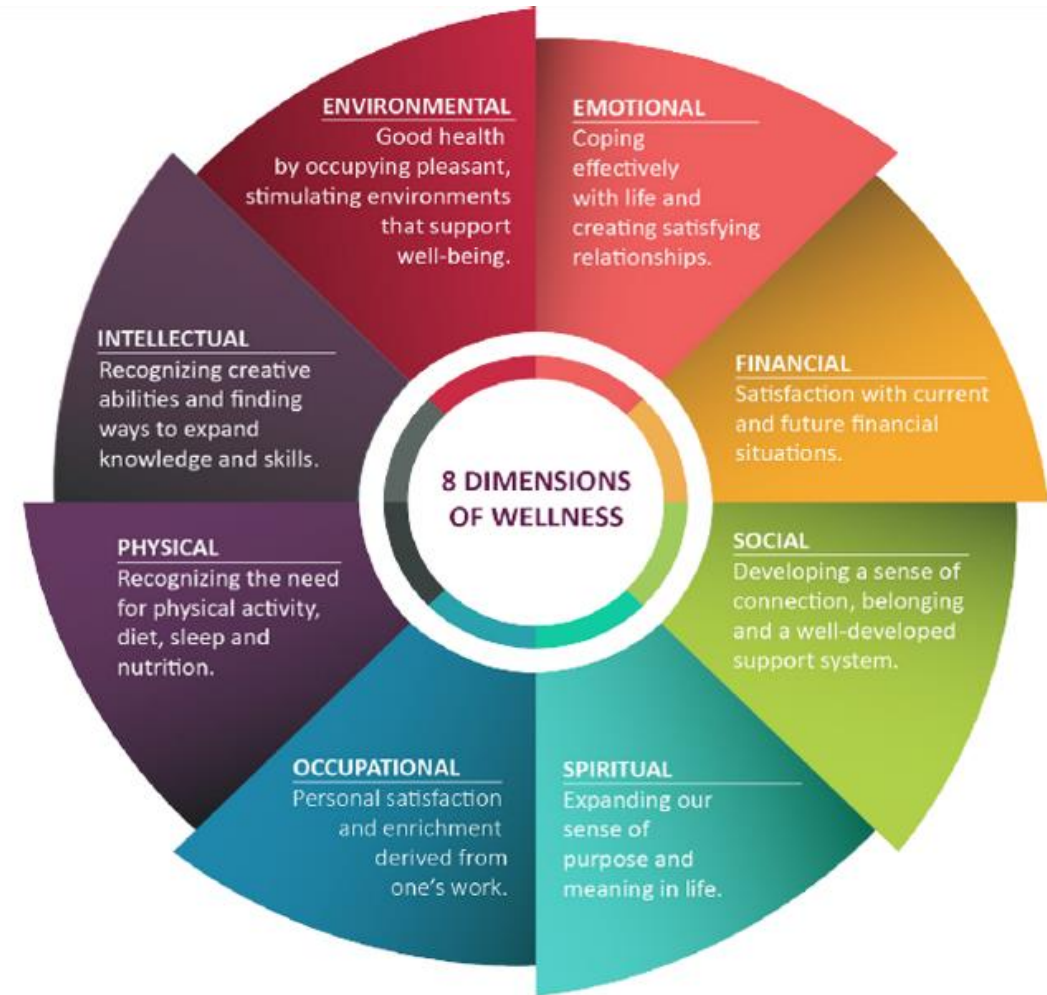 8 DIMENSIONS
OF WELLNESS
EMOTIONAL
Coping
effectively
with life and
creating satisfying
relationships.
FINANCIAL
Satisfaction with current
and future financial
situations.
SOCIAL
Developing a sense of
connection, belonging
and a well-developed
support system.
SPIRITUAL
Expanding our
sense of
purpose and
meaning in life.
OCCUPATIONAL
Personal satisfaction
and enrichment
derived from
one's work.
PHYSICAL
Recognizing the need
for physical activity,
diet, sleep and
nutrition.
INTELLECTUAL
Recognizing creative
abilities and finding
ways to expand
knowledge and skills.
ENVIRONMENTAL
Good health
by occupying pleasant,
stimulating environments
that support
well-being.